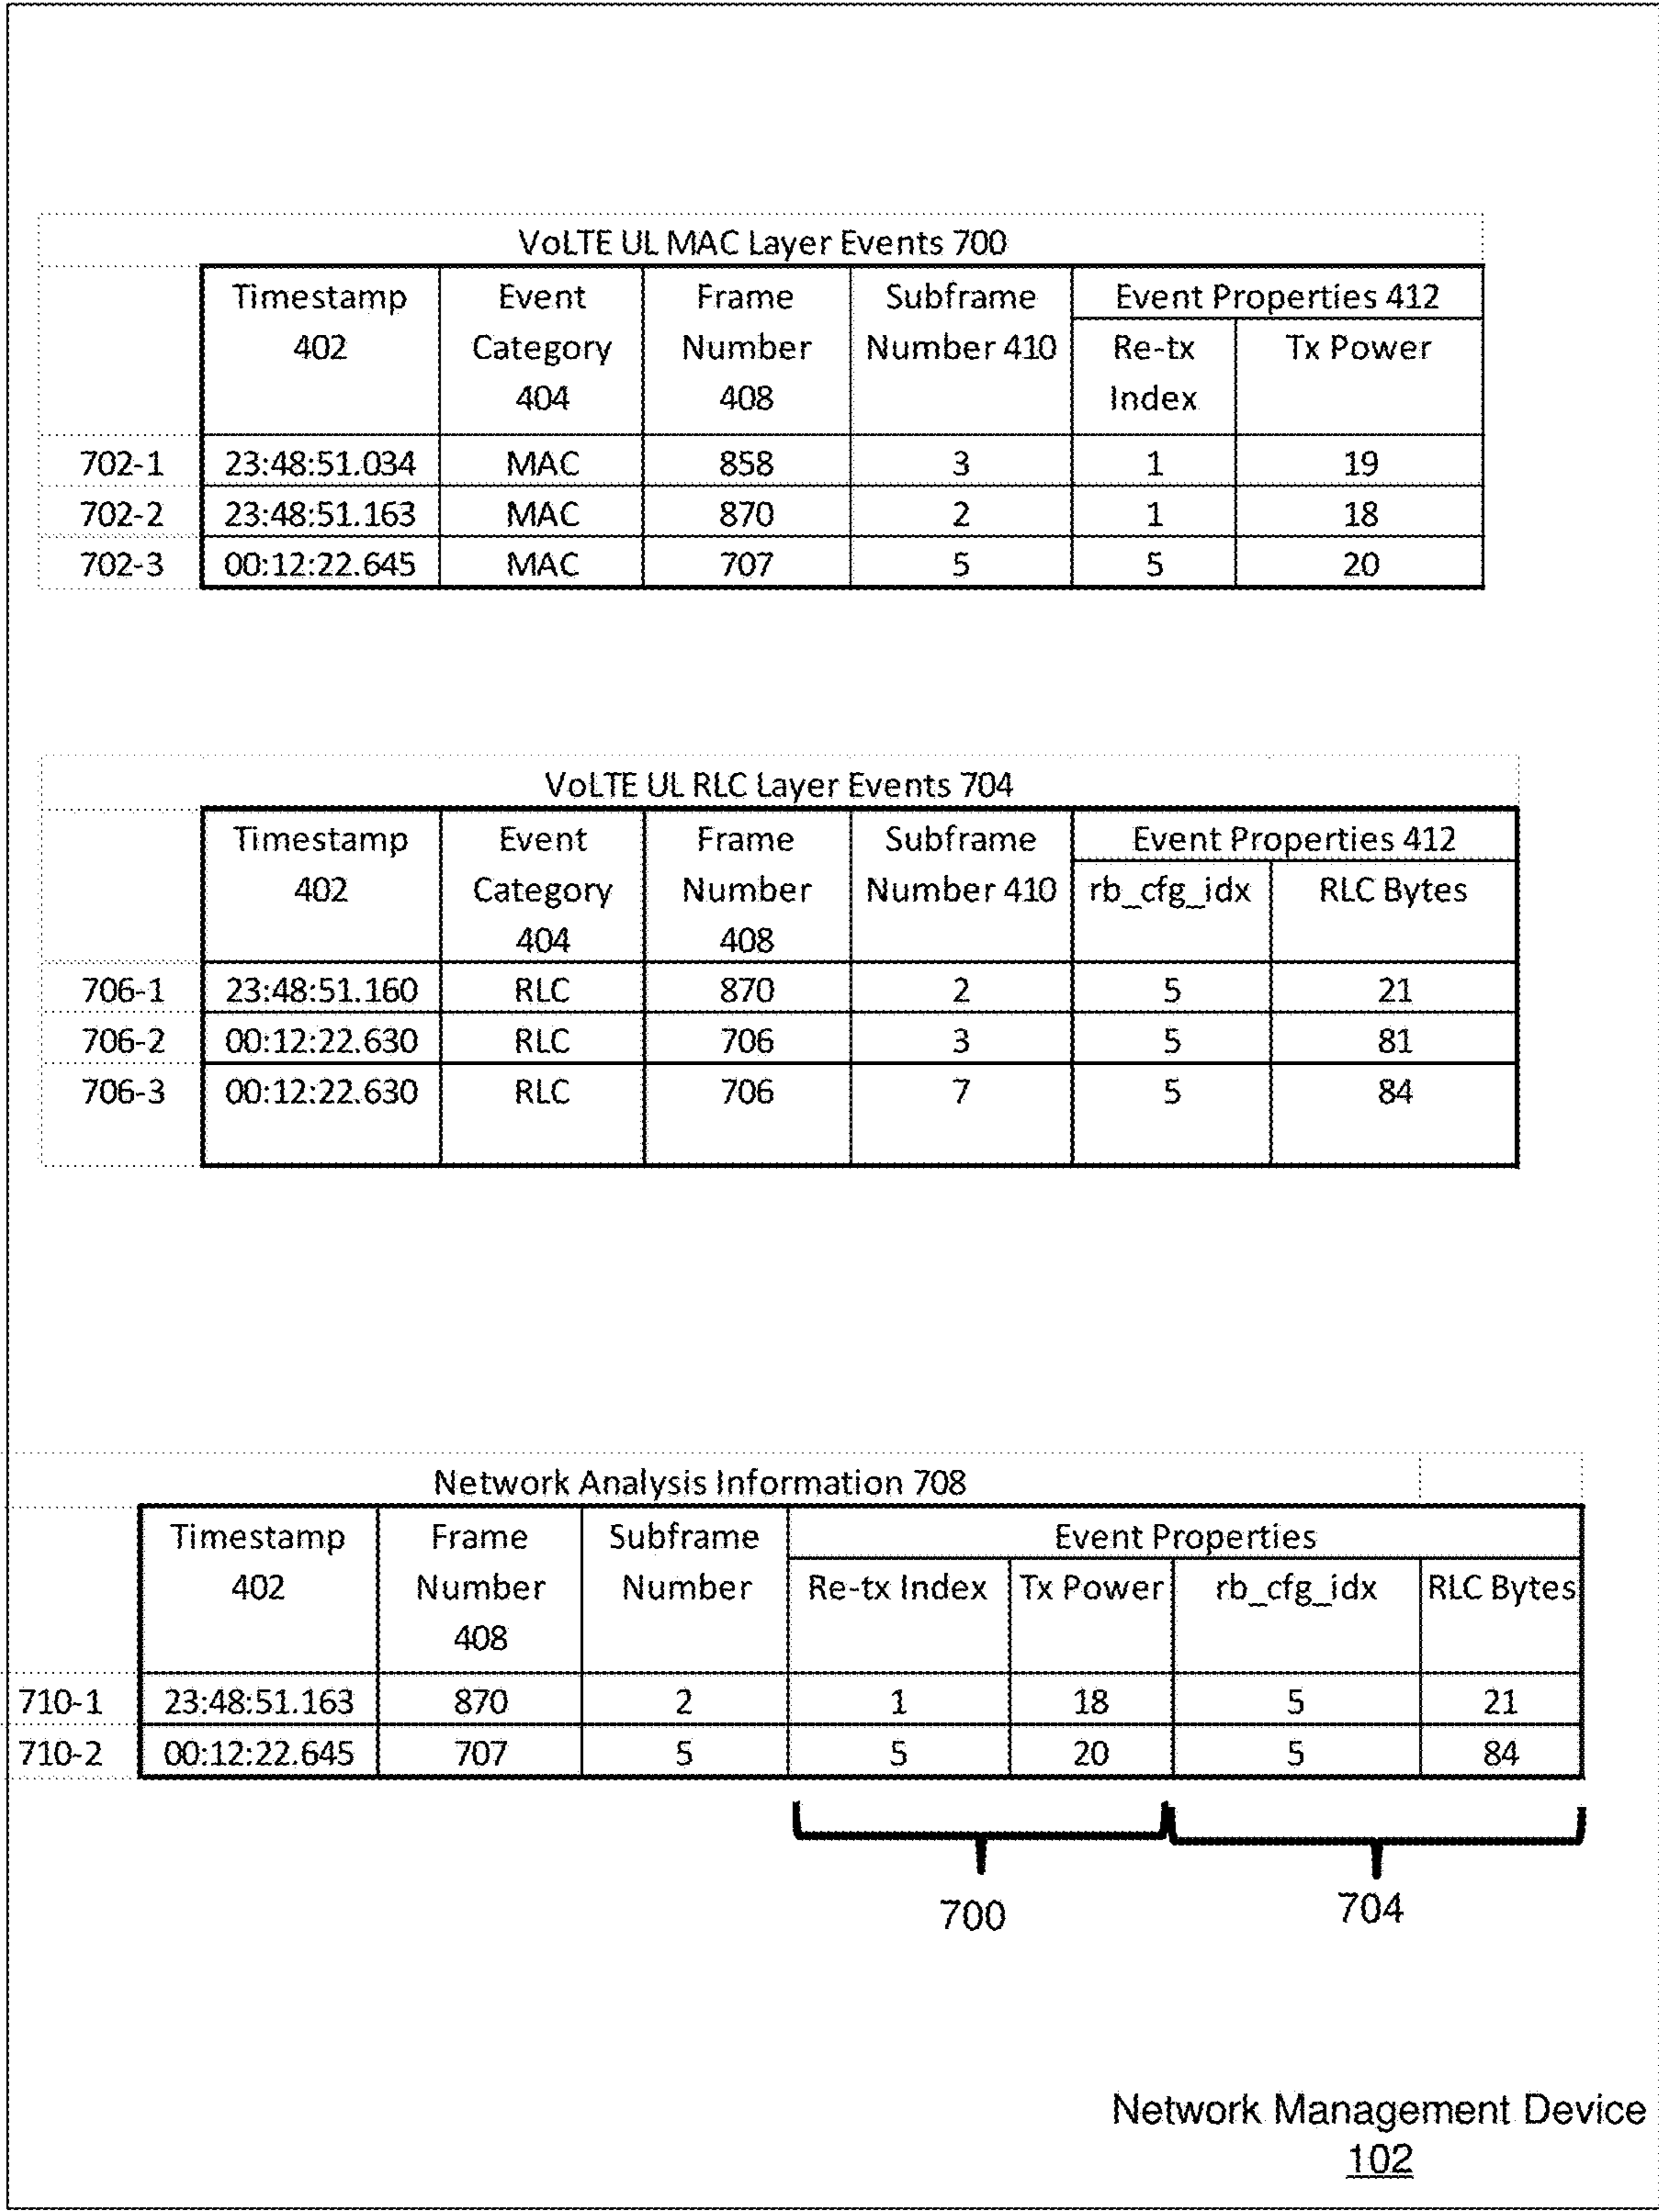 VoLTE UL MAC Layer Events 700
Timestamp 402 Event Category 404 Frame Number 408 Subframe Number 410 Event Properties 412
Re-tx Index Tx Power
702-1 23:48:51.034 MAC 858 3 1 19
702-2 23:48:51.163 MAC 870 2 1 18
702-3 00:12:22.645 MAC 707 5 5 20
VoLTE UL RLC Layer Events 704
Timestamp 402 Event Category 404 Frame Number 408 Subframe Number 410 Event Properties 412
rb_cfg_idx RLC Bytes
706-1 23:48:51.160 RLC 870 2 5 21
706-2 00:12:22.630 RLC 706 3 5 81
706-3 00:12:22.630 RLC 706 7 5 84
Network Analysis Information 708
Timestamp 402 Frame Number 408 Subframe Number Event Properties
Re-tx Index Tx Power rb_cfg_idx RLC Bytes
710-1 23:48:51.163 870 2 1 18 5 21
710-2 00:12:22.645 707 5 5 20 5 84
700 704
Network Management Device
102